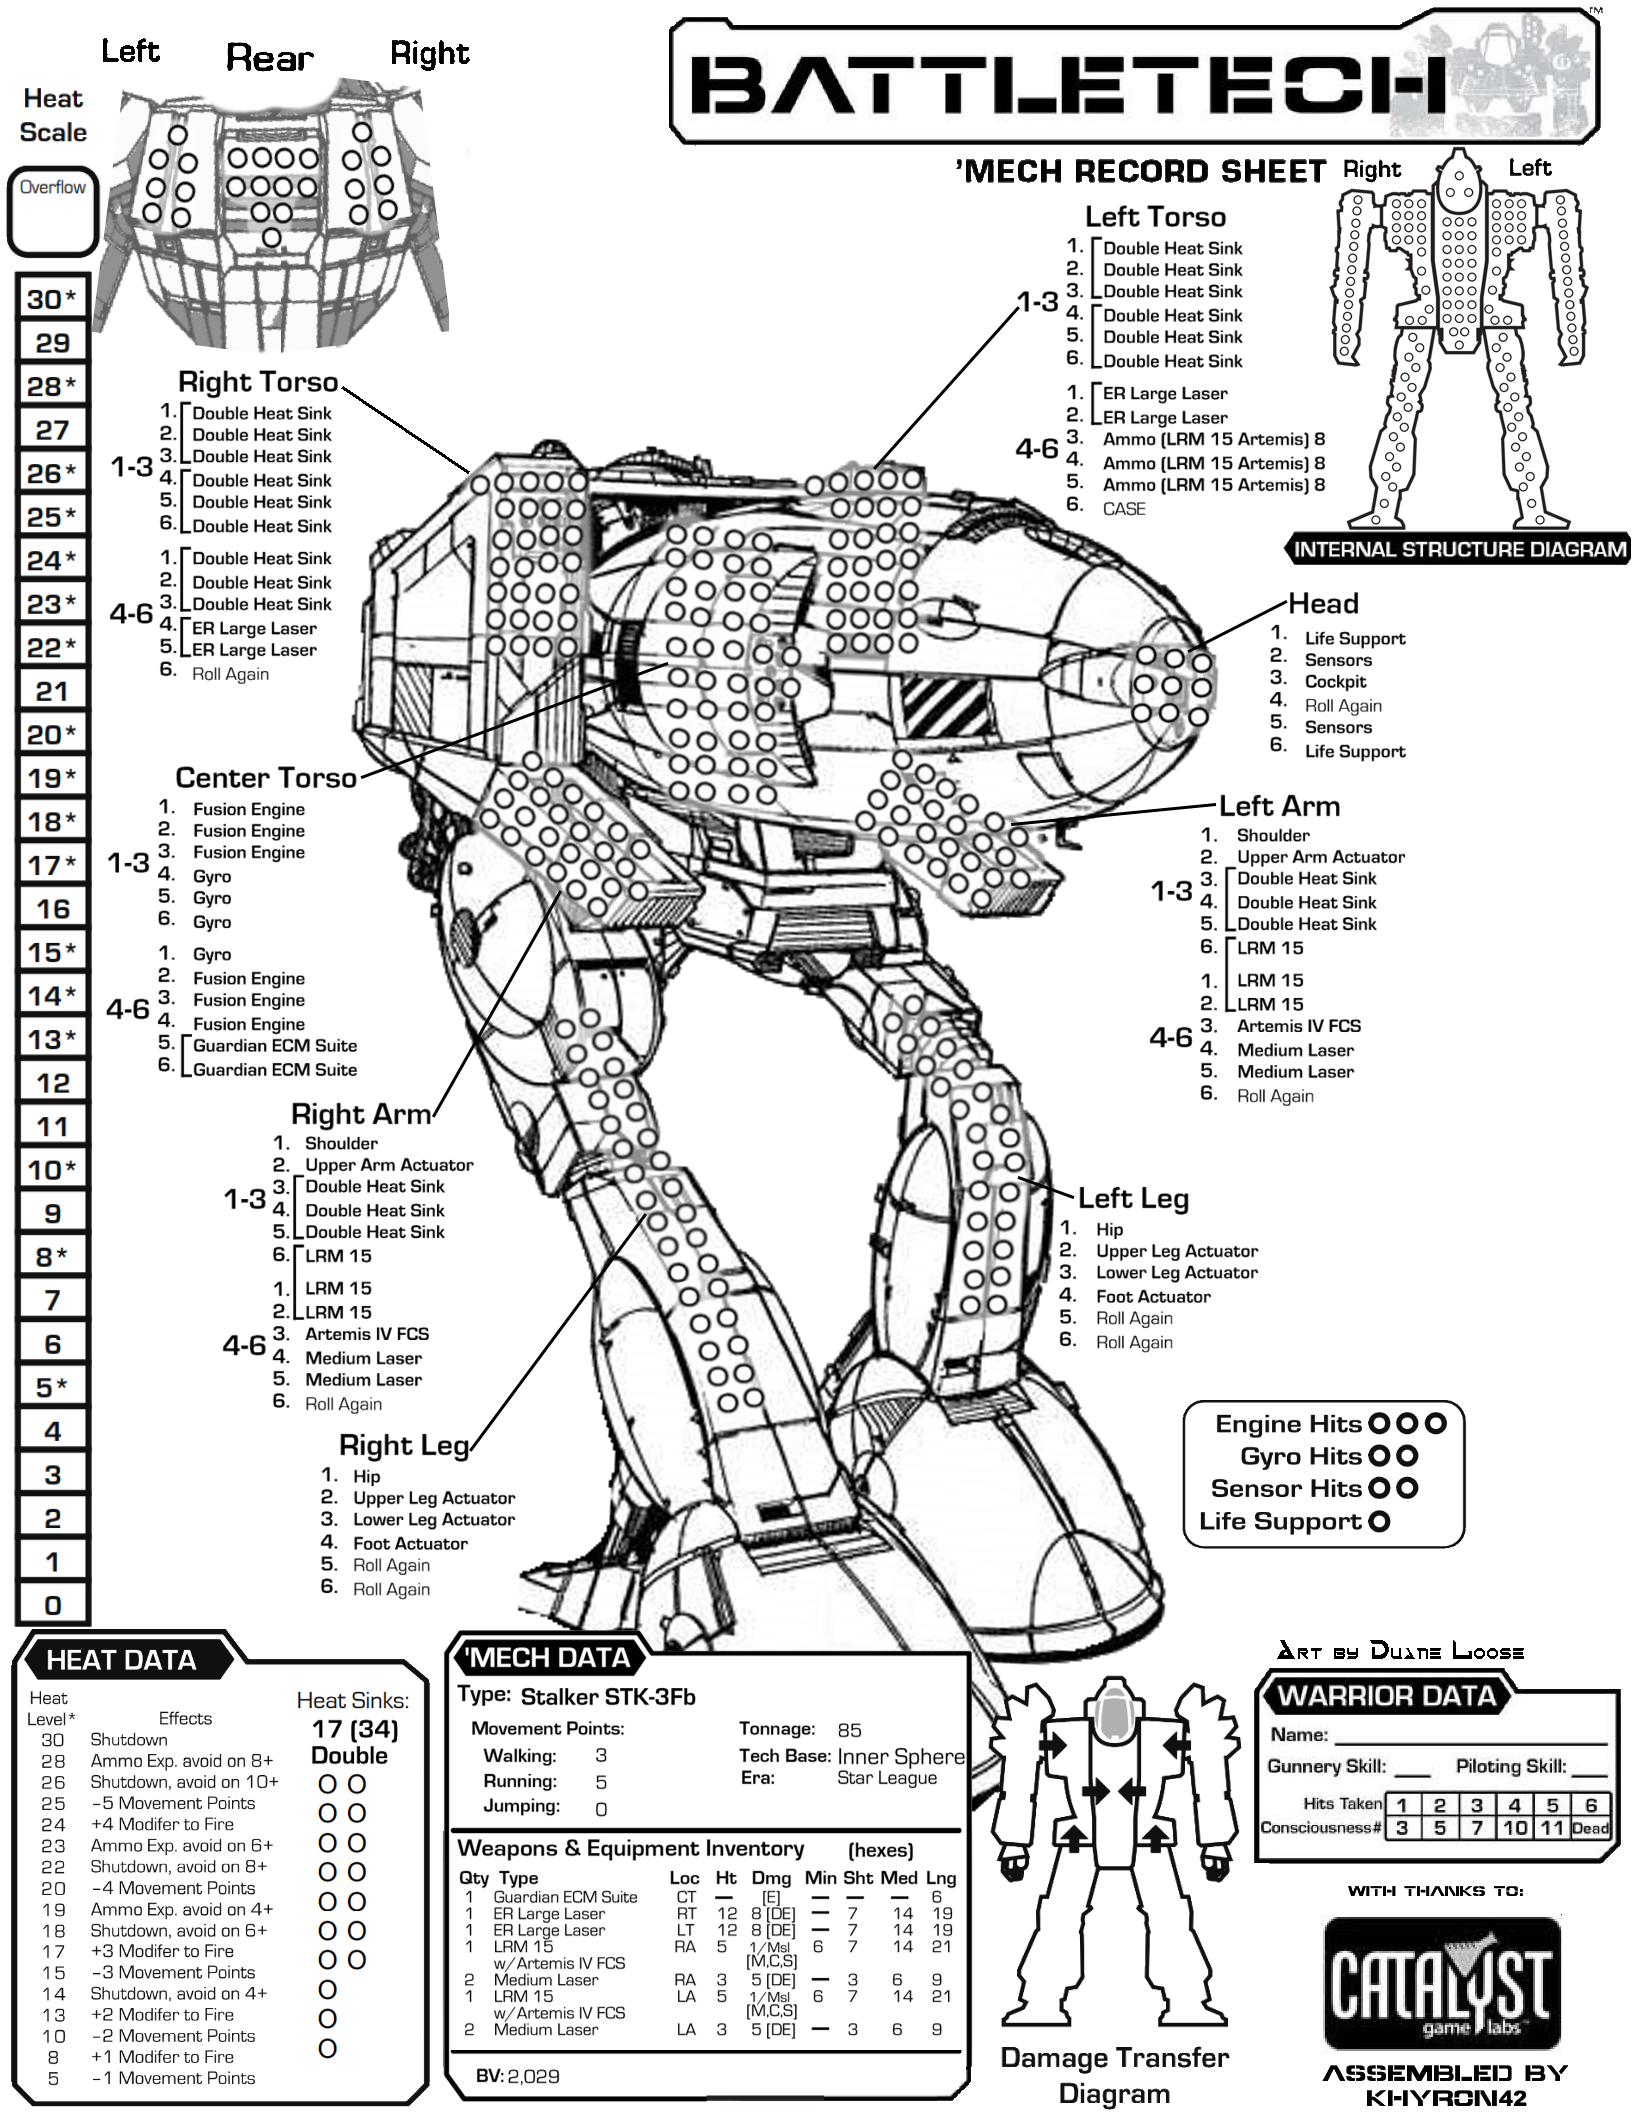 Left Rear Right
Heat
Scale
Overflow
30*
29
28*
27
26*
25*
24*
23*
22*
21
20*
19*
18*
17*
16
15*
14*
13*
12
11
10*
9
8*
7
6
5*
4
3
2
1
0
BATTLETECH
TM
'MECH RECORD SHEET
Right Left
INTERNAL STRUCTURE DIAGRAM
Left Torso
1-3
1. Double Heat Sink
2. Double Heat Sink
3. Double Heat Sink
4. Double Heat Sink
5. Double Heat Sink
6. Double Heat Sink
4-6
1. ER Large Laser
2. ER Large Laser
3. Ammo (LRM 15 Artemis) 8
4. Ammo (LRM 15 Artemis) 8
5. Ammo (LRM 15 Artemis) 8
6. CASE
Right Torso
1-3
1. Double Heat Sink
2. Double Heat Sink
3. Double Heat Sink
4. Double Heat Sink
5. Double Heat Sink
6. Double Heat Sink
4-6
1. Double Heat Sink
2. Double Heat Sink
3. Double Heat Sink
4. ER Large Laser
5. ER Large Laser
6. Roll Again
Head
1. Life Support
2. Sensors
3. Cockpit
4. Roll Again
5. Sensors
6. Life Support
Center Torso
1-3
1. Fusion Engine
2. Fusion Engine
3. Fusion Engine
4. Gyro
5. Gyro
6. Gyro
4-6
1. Gyro
2. Fusion Engine
3. Fusion Engine
4. Fusion Engine
5. Guardian ECM Suite
6. Guardian ECM Suite
Left Arm
1-3
1. Shoulder
2. Upper Arm Actuator
3. Double Heat Sink
4. Double Heat Sink
5. Double Heat Sink
6. LRM 15
4-6
1. LRM 15
2. LRM 15
3. Artemis IV FCS
4. Medium Laser
5. Medium Laser
6. Roll Again
Right Arm
1-3
1. Shoulder
2. Upper Arm Actuator
3. Double Heat Sink
4. Double Heat Sink
5. Double Heat Sink
6. LRM 15
4-6
1. LRM 15
2. LRM 15
3. Artemis IV FCS
4. Medium Laser
5. Medium Laser
6. Roll Again
Left Leg
1. Hip
2. Upper Leg Actuator
3. Lower Leg Actuator
4. Foot Actuator
5. Roll Again
6. Roll Again
Right Leg
1. Hip
2. Upper Leg Actuator
3. Lower Leg Actuator
4. Foot Actuator
5. Roll Again
6. Roll Again
Engine Hits
Gyro Hits
Sensor Hits
Life Support
HEAT DATA
Heat
Level* Effects
30 Shutdown
28 Ammo Exp. avoid on 8+
26 Shutdown, avoid on 10+
25 -5 Movement Points
24 +4 Modifer to Fire
23 Ammo Exp. avoid on 6+
22 Shutdown, avoid on 8+
20 -4 Movement Points
19 Ammo Exp. avoid on 4+
18 Shutdown, avoid on 6+
17 +3 Modifer to Fire
15 -3 Movement Points
14 Shutdown, avoid on 4+
13 +2 Modifer to Fire
10 -2 Movement Points
8 +1 Modifer to Fire
5 -1 Movement Points
Heat Sinks:
17 (34)
Double
'MECH DATA
Type: Stalker STK-3Fb
Movement Points:
Walking: 3
Running: 5
Jumping: 0
Tonnage: 85
Tech Base: Inner Sphere
Era: Star League
Weapons & Equipment Inventory (hexes)
Qty Type Loc Ht Dmg Min Sht Med Lng
1 Guardian ECM Suite CT — [E] — — — 6
1 ER Large Laser RT 12 8 [DE] — 7 14 19
1 ER Large Laser LT 12 8 [DE] — 7 14 19
1 LRM 15 RA 5 1/Msl 6 7 14 21
w/Artemis IV FCS [M,C,S]
2 Medium Laser RA 3 5 [DE] — 3 6 9
1 LRM 15 LA 5 1/Msl 6 7 14 21
w/Artemis IV FCS [M,C,S]
2 Medium Laser LA 3 5 [DE] — 3 6 9
BV: 2,029
Damage Transfer
Diagram
Art by Duane Loose
WARRIOR DATA
Name:
Gunnery Skill: Piloting Skill:
Hits Taken 1 2 3 4 5 6
Consciousness# 3 5 7 10 11 Dead
WITH THANKS TO:
CATALYST
game labs
ASSEMBLED BY
KHYRON42